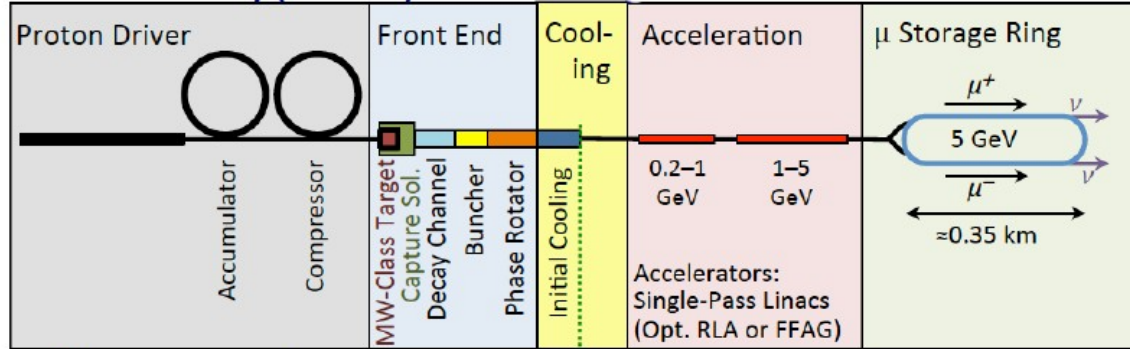 Proton Driver
Accumulator
Compressor
Front End
MW-Class Target
Capture Sol.
Decay Channel
Buncher
Phase Rotator
Cool-
ing
Initial Cooling
Acceleration
0.2–1
GeV
1–5
GeV
Accelerators:
Single-Pass Linacs
(Opt. RLA or FFAG)
μ Storage Ring
μ+
ν
5 GeV
μ−
ν
≈0.35 km